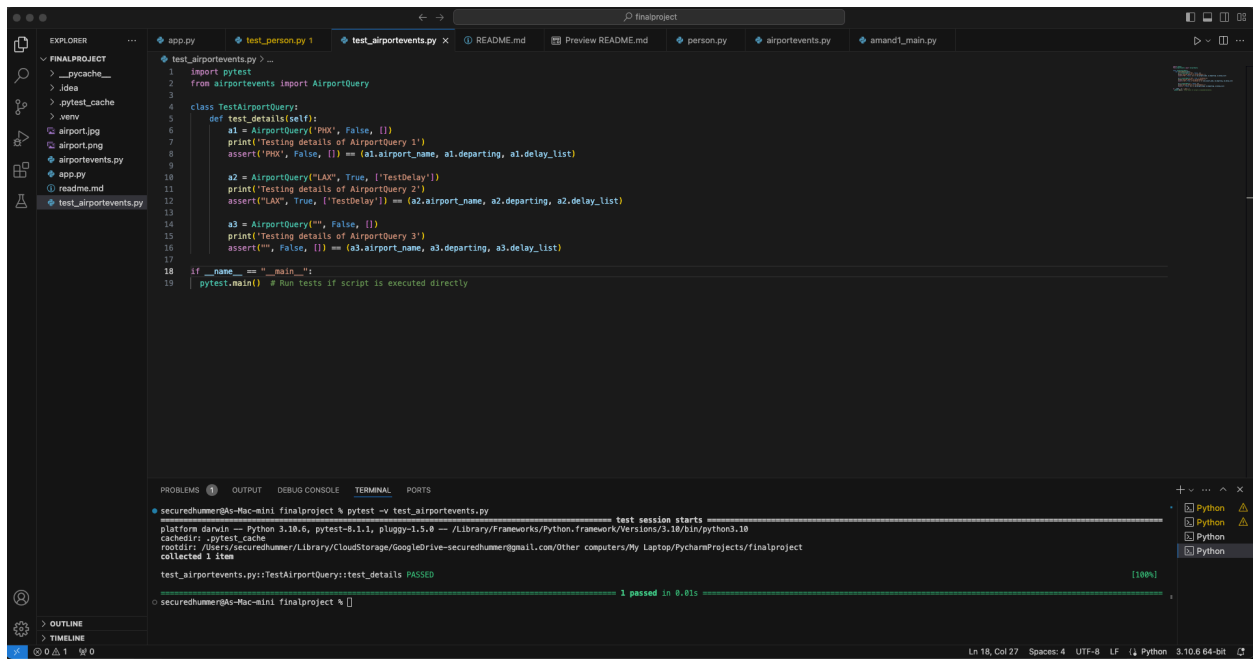 finalproject
EXPLORER
app.py
test_person.py 1
test_airportevents.py
README.md
Preview README.md
person.py
airportevents.py
amand1_main.py
FINALPROJECT
__pycache__
.idea
.pytest_cache
.venv
airport.jpg
airport.png
airportevents.py
app.py
readme.md
test_airportevents.py
test_airportevents.py > ...
1 import pytest
2 from airportevents import AirportQuery
3
4 class TestAirportQuery:
5 def test_details(self):
6 a1 = AirportQuery('PHX', False, [])
7 print('Testing details of AirportQuery 1')
8 assert('PHX', False, []) == (a1.airport_name, a1.departing, a1.delay_list)
9
10 a2 = AirportQuery("LAX", True, ['TestDelay'])
11 print('Testing details of AirportQuery 2')
12 assert("LAX", True, ['TestDelay']) == (a2.airport_name, a2.departing, a2.delay_list)
13
14 a3 = AirportQuery("", False, [])
15 print('Testing details of AirportQuery 3')
16 assert("", False, []) == (a3.airport_name, a3.departing, a3.delay_list)
17
18 if __name__ == "__main__":
19 pytest.main() # Run tests if script is executed directly
PROBLEMS 1 OUTPUT DEBUG CONSOLE TERMINAL PORTS
securedhummer@As-Mac-mini finalproject % pytest -v test_airportevents.py
test session starts
platform darwin -- Python 3.10.6, pytest-8.1.1, pluggy-1.5.0 -- /Library/Frameworks/Python.framework/Versions/3.10/bin/python3.10
cachedir: .pytest_cache
rootdir: /Users/securedhummer/Library/CloudStorage/GoogleDrive-securedhummer@gmail.com/Other computers/My Laptop/PycharmProjects/finalproject
collected 1 item
test_airportevents.py::TestAirportQuery::test_details PASSED [100%]
1 passed in 0.01s
securedhummer@As-Mac-mini finalproject %
Python
Python
Python
Python
OUTLINE
TIMELINE
0 1 0
Ln 18, Col 27 Spaces: 4 UTF-8 LF Python 3.10.6 64-bit